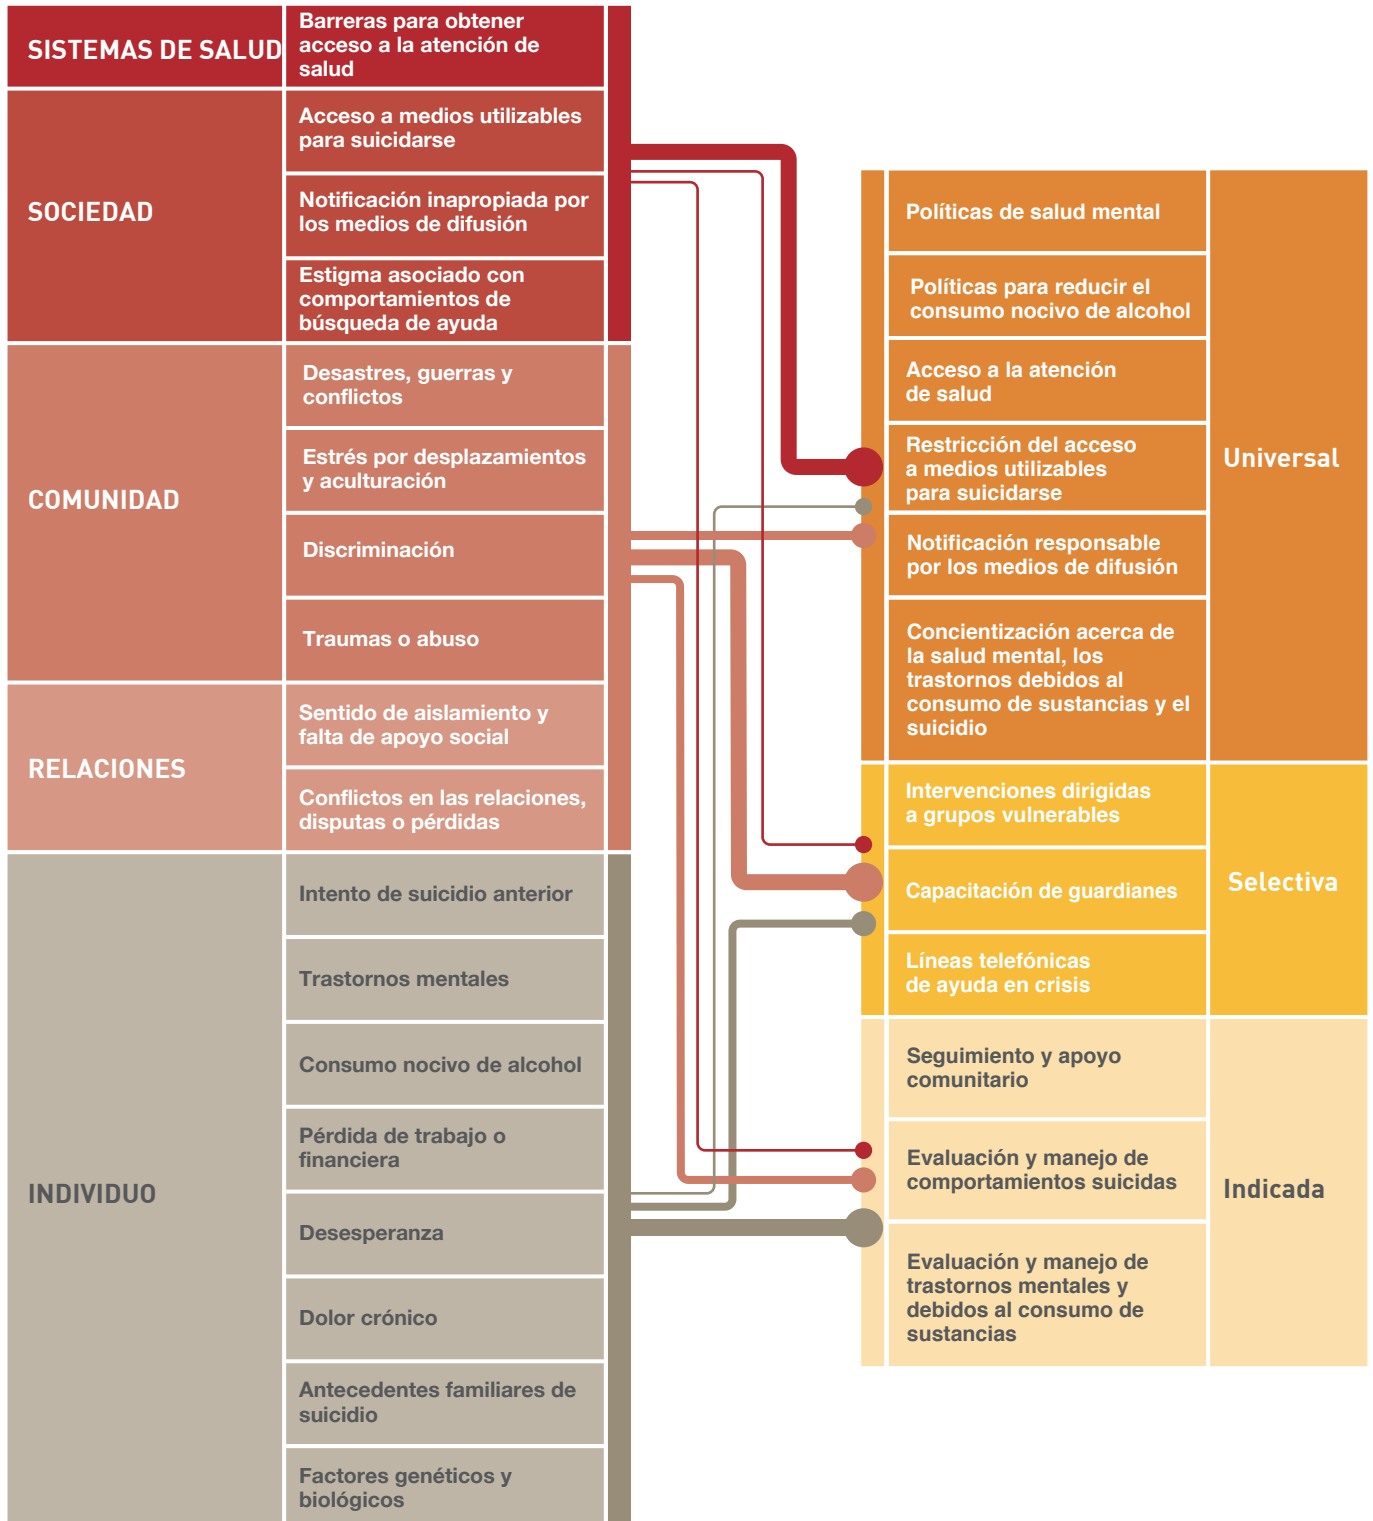 SISTEMAS DE SALUD
Barreras para obtener
acceso a la atención de
salud
SOCIEDAD
Acceso a medios utilizables
para suicidarse
Notificación inapropiada por
los medios de difusión
Estigma asociado con
comportamientos de
búsqueda de ayuda
COMUNIDAD
Desastres, guerras y
conflictos
Estrés por desplazamientos
y aculturación
Discriminación
Traumas o abuso
RELACIONES
Sentido de aislamiento y
falta de apoyo social
Conflictos en las relaciones,
disputas o pérdidas
INDIVIDUO
Intento de suicidio anterior
Trastornos mentales
Consumo nocivo de alcohol
Pérdida de trabajo o
financiera
Desesperanza
Dolor crónico
Antecedentes familiares de
suicidio
Factores genéticos y
biológicos
Políticas de salud mental
Políticas para reducir el
consumo nocivo de alcohol
Acceso a la atención
de salud
Restricción del acceso
a medios utilizables
para suicidarse
Notificación responsable
por los medios de difusión
Concientización acerca de
la salud mental, los
trastornos debidos al
consumo de sustancias y el
suicidio
Universal
Intervenciones dirigidas
a grupos vulnerables
Capacitación de guardianes
Líneas telefónicas
de ayuda en crisis
Selectiva
Seguimiento y apoyo
comunitario
Evaluación y manejo de
comportamientos suicidas
Evaluación y manejo de
trastornos mentales y
debidos al consumo de
sustancias
Indicada